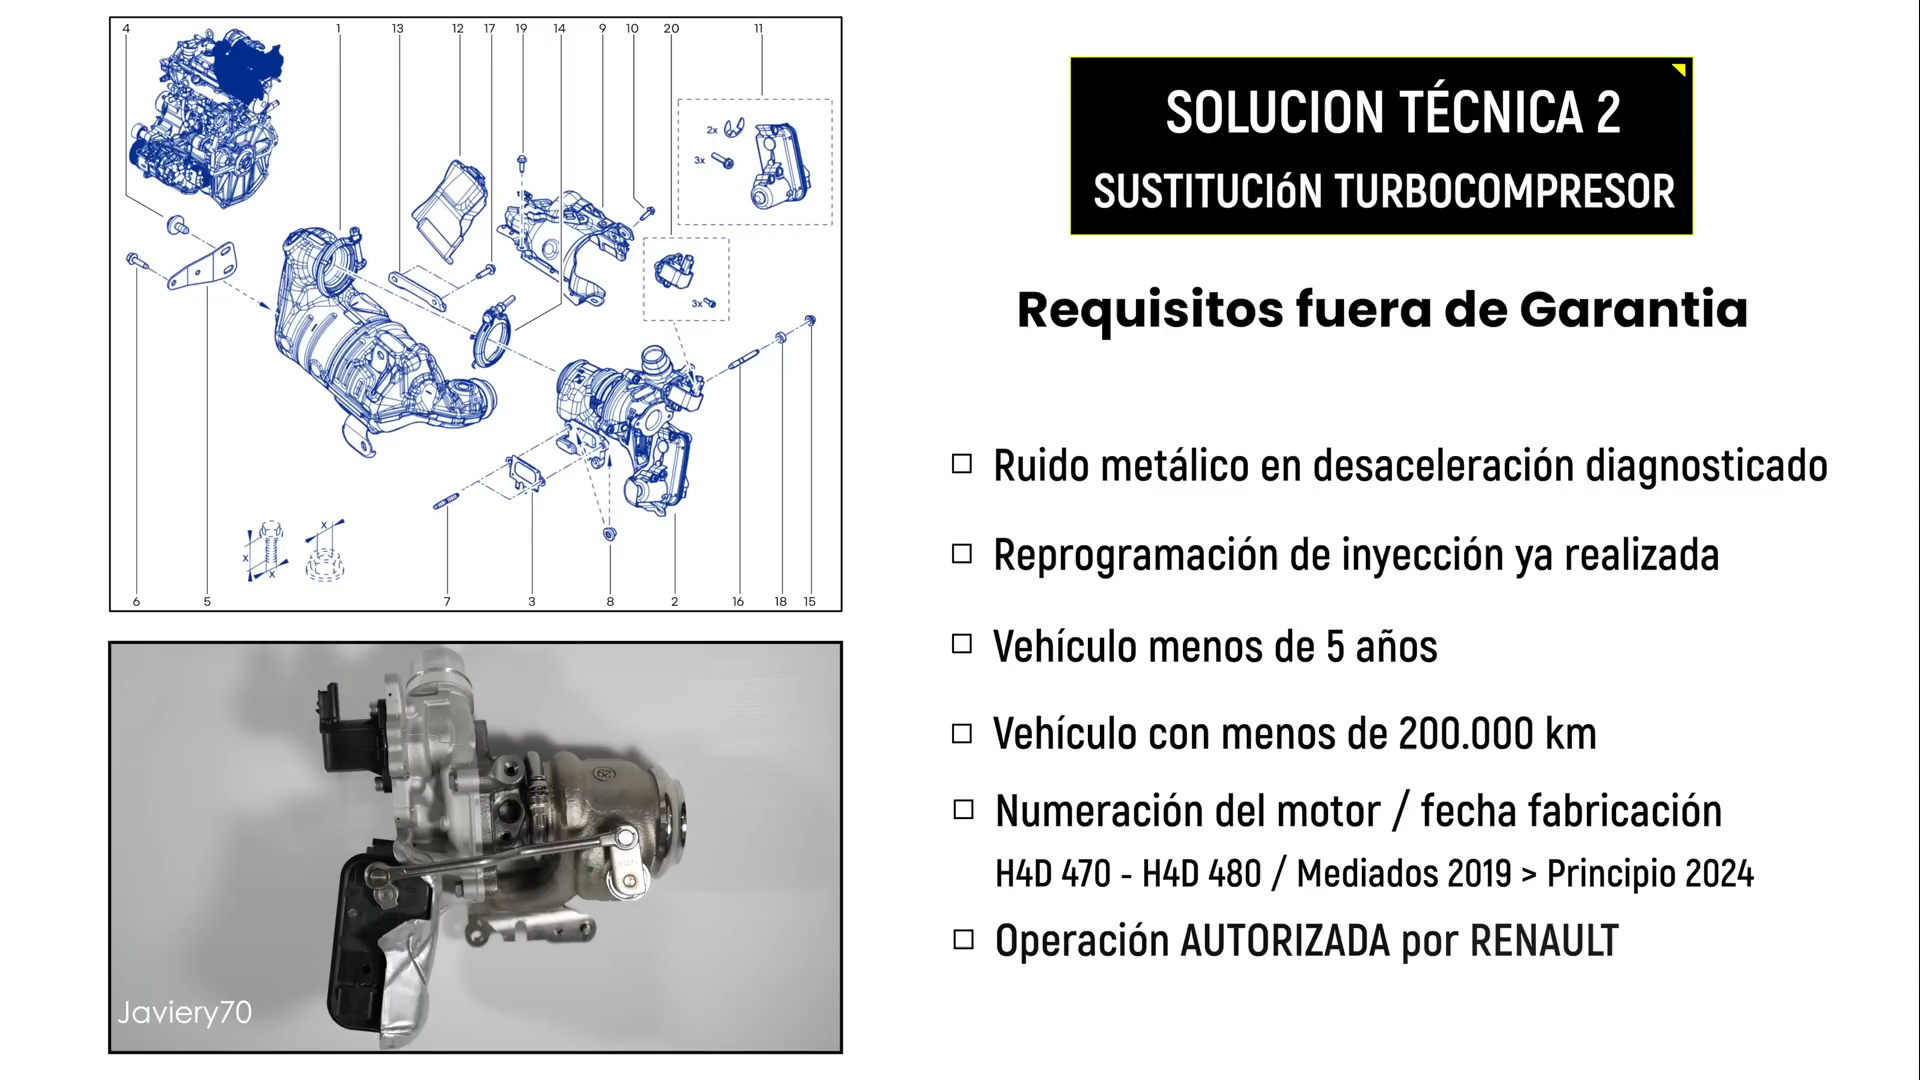 4 1 13 12 17 19 14 9 10 20 11
2x
3x
3x
x
x
x
6 5 7 3 8 2 16 18 15
Javiery70
SOLUCION TÉCNICA 2
SUSTITUCIóN TURBOCOMPRESOR
Requisitos fuera de Garantia
Ruido metálico en desaceleración diagnosticado
Reprogramación de inyección ya realizada
Vehículo menos de 5 años
Vehículo con menos de 200.000 km
Numeración del motor / fecha fabricación
H4D 470 - H4D 480 / Mediados 2019 > Principio 2024
Operación AUTORIZADA por RENAULT